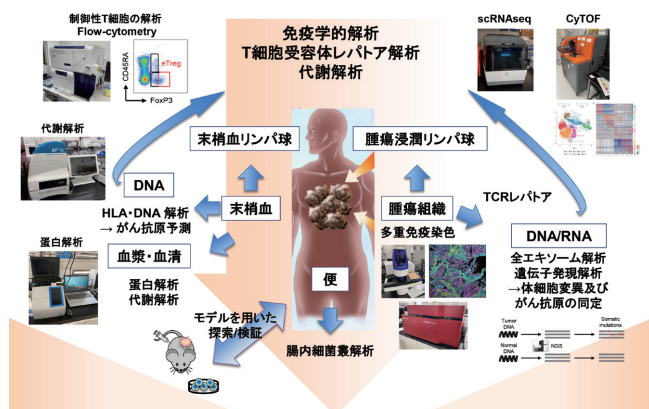 制御性T細胞の解析
Flow-cytometry
CD45RA
eTreg
FoxP3
免疫学的解析
T細胞受容体レパトア解析
代謝解析
scRNAseq
CyTOF
代謝解析
末梢血リンパ球
腫瘍浸潤リンパ球
DNA
HLA・DNA 解析
→ がん抗原予測
末梢血
腫瘍組織
多重免疫染色
TCRレパトア
DNA/RNA
全エキソーム解析
遺伝子発現解析
→体細胞変異及び
がん抗原の同定
蛋白解析
血漿・血清
蛋白解析
代謝解析
便
モデルを用いた
探索/検証
腸内細菌叢解析
Tumor
DNA
Somatic
mutations
Normal
DNA
NGS